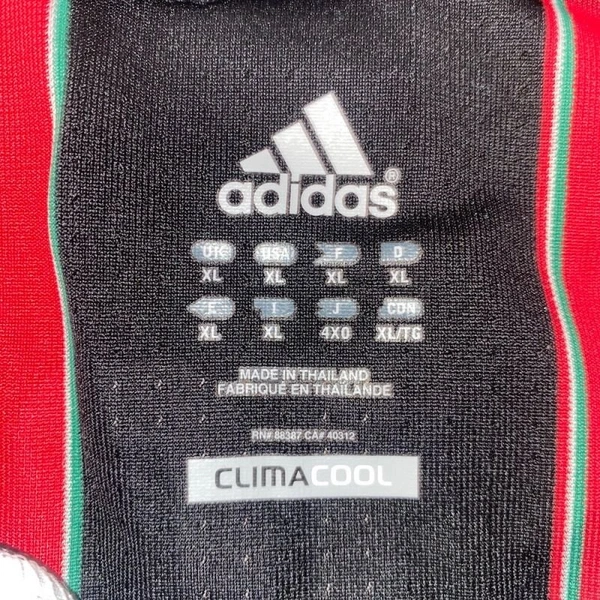 adidas®
OTG USA F D
XL XL XL XL
E I J CDN
XL XL 4XO XL/TG
MADE IN THAILAND
FABRIQUÉ EN THAÏLANDE
RN# 88387 CA# 40312
CLIMACOOL